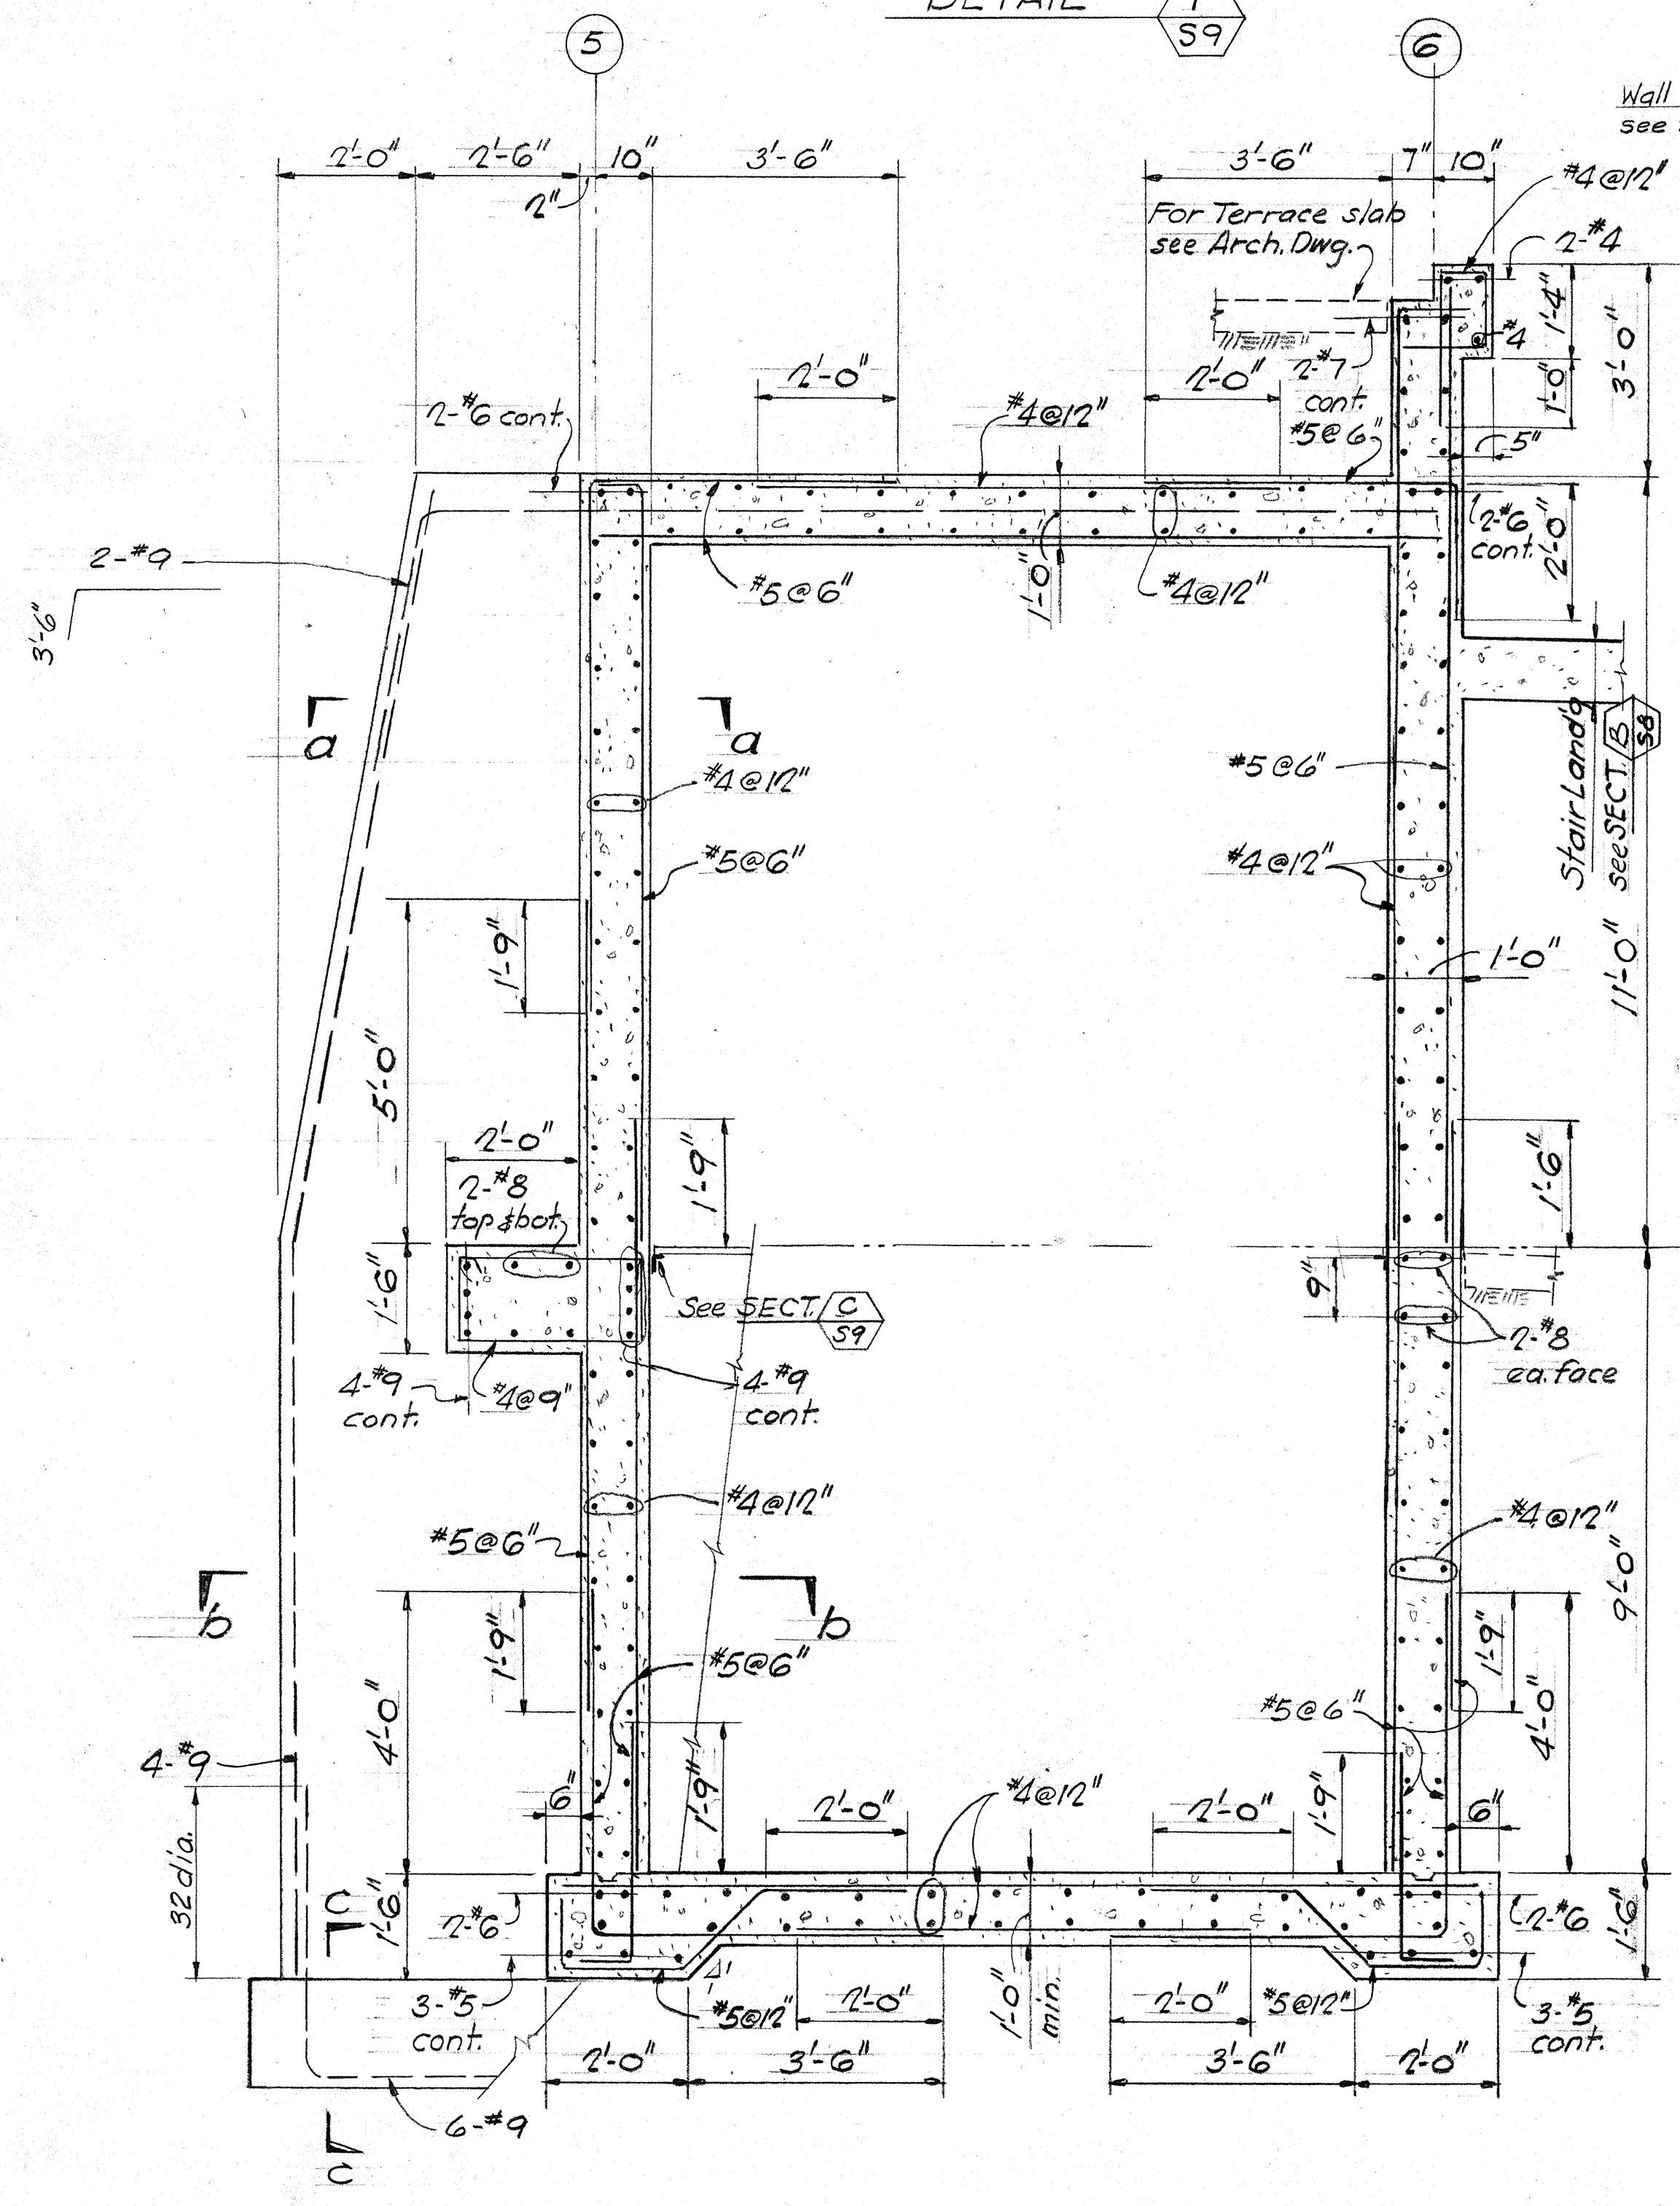 DETAIL
S9
5
6
Wall
see
2'-0"
2'-6"
10"
3'-6"
3'-6"
7"
10"
2"
#4@12"
For Terrace slab
see Arch. Dwg.
2-#4
1'-4"
3'-0"
#4
2'-0"
2'-0"
2-#7
cont.
1'-0"
2-#6 cont.
#4@12"
#5@6"
5"
2-#6
cont.
2'-0"
2-#9
3'-6"
#5@6"
1'-0"
#4@12"
a
a
#4@12"
#5@6"
Stair Land'g
see SECT. B
S8
#5@6"
#4@12"
1'-9"
1'-0"
11'-0"
5'-0"
2'-0"
1'-9"
1'-6"
2-#8
top & bot.
1'-6"
See SECT. C
S9
9"
2-#8
ea. face
4-#9
cont.
#4@9"
4-#9
cont.
#4@12"
#4@12"
#5@6"
b
b
1'-9"
#5@6"
1'-9"
9'-0"
4'-0"
#5@6"
4'-0"
4-#9
6"
1'-9"
2'-0"
#4@12"
2'-0"
1'-9"
6"
32 dia.
c
1'-6"
2-#6
2-#6
1'-6"
4'
3-#5
cont.
#5@12"
2'-0"
1'-0"
min.
2'-0"
#5@12"
3-#5
cont.
2'-0"
3'-6"
3'-6"
2'-0"
6-#9
c